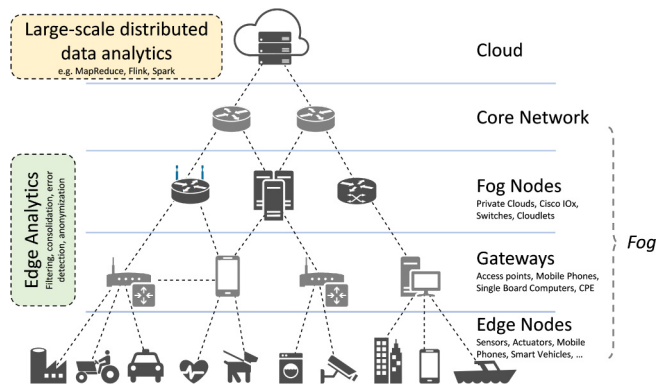 Large-scale distributed
data analytics
e.g. MapReduce, Flink, Spark
Cloud
Core Network
Edge Analytics
Filtering, consolidation, error
detection, anonymization
Fog Nodes
Private Clouds, Cisco IOx,
Switches, Cloudlets
Fog
Gateways
Access points, Mobile Phones,
Single Board Computers, CPE
Edge Nodes
Sensors, Actuators, Mobile
Phones, Smart Vehicles, ...